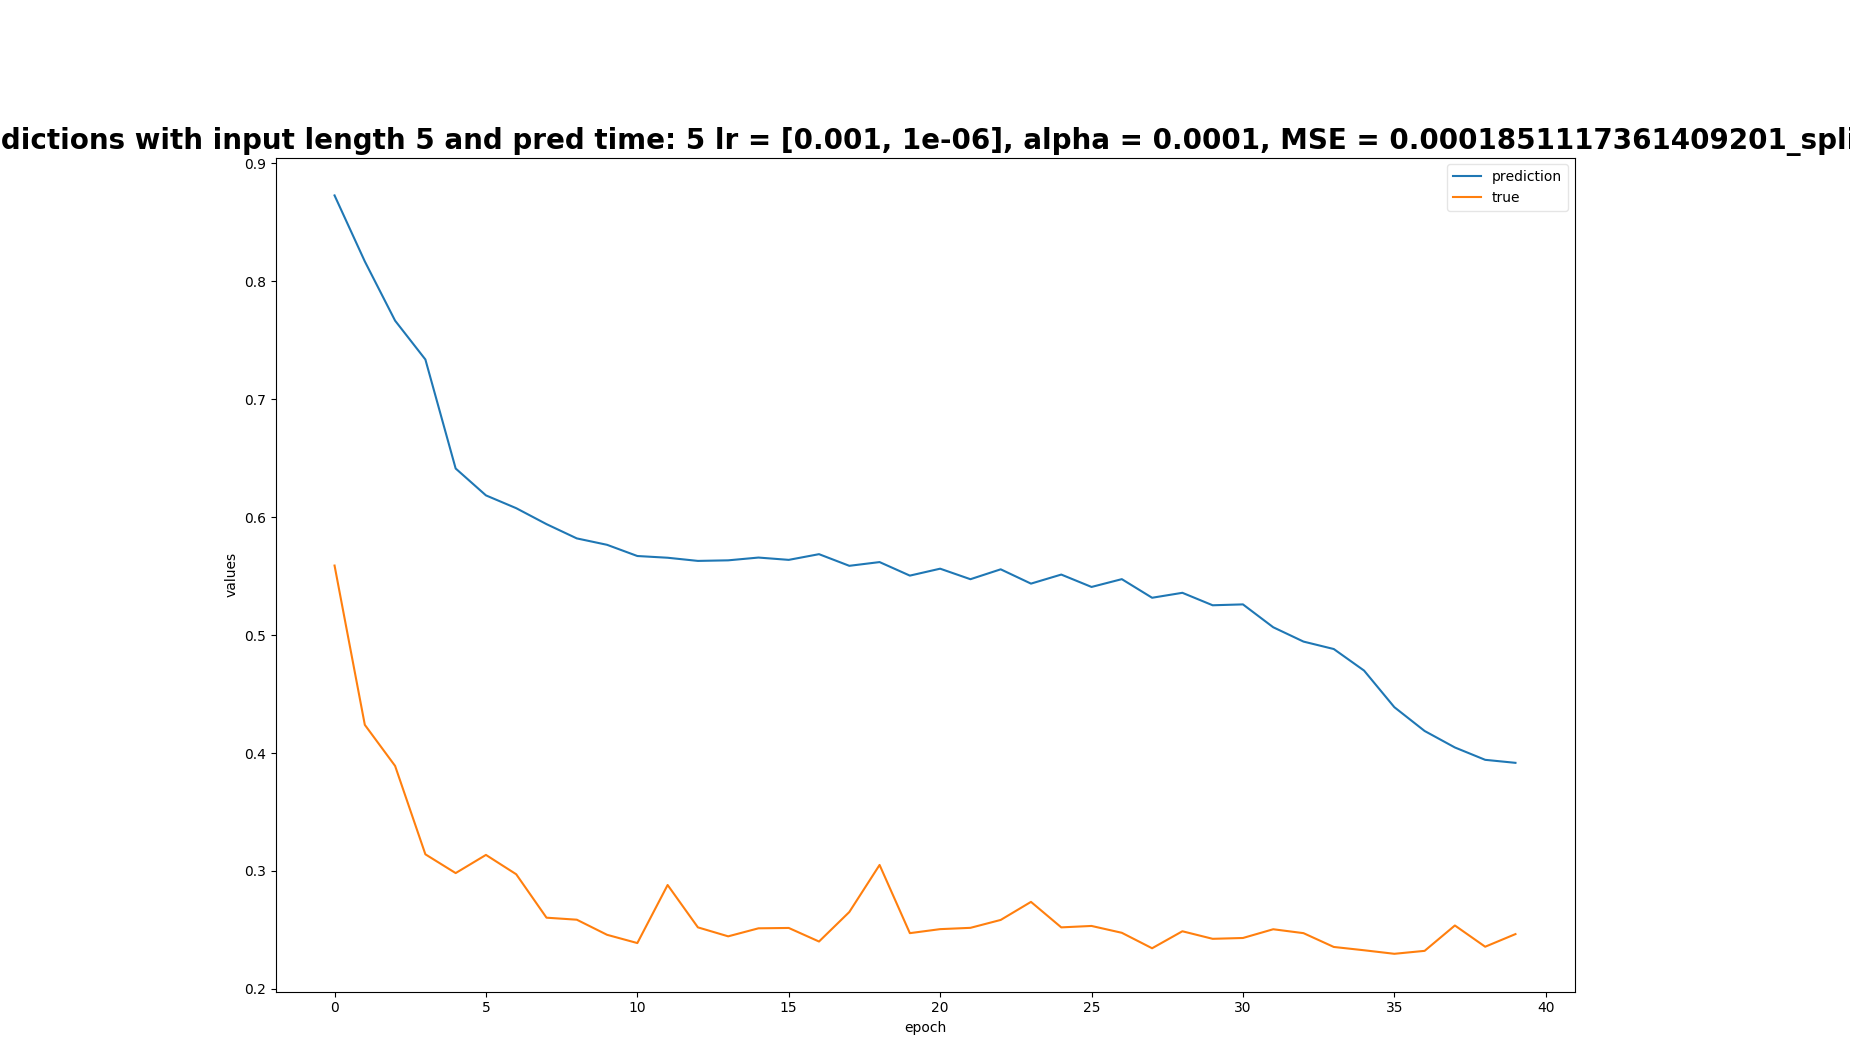 dictions with input length 5 and pred time: 5 lr = [0.001, 1e-06], alpha = 0.0001, MSE = 0.0001851117361409201_spli
prediction
true
0.9
0.8
0.7
0.6
0.5
0.4
0.3
0.2
values
0 5 10 15 20 25 30 35 40
epoch